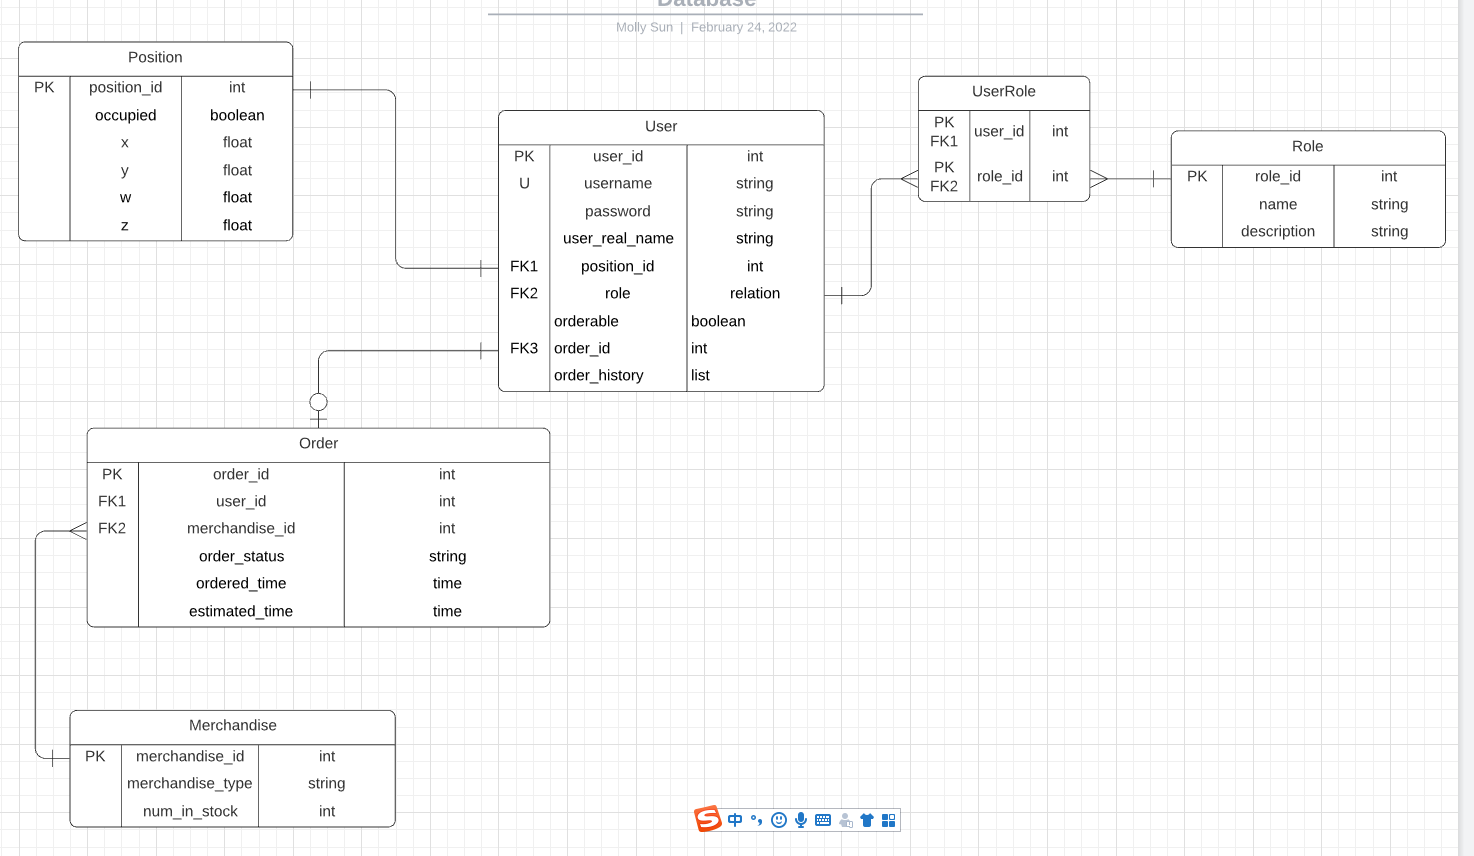 Database
Molly Sun | February 24, 2022
Position
PK position_id int
occupied boolean
x float
y float
w float
z float
User
PK user_id int
U username string
password string
user_real_name string
FK1 position_id int
FK2 role relation
orderable boolean
FK3 order_id int
order_history list
UserRole
PK
FK1 user_id int
PK
FK2 role_id int
Role
PK role_id int
name string
description string
Order
PK order_id int
FK1 user_id int
FK2 merchandise_id int
order_status string
ordered_time time
estimated_time time
Merchandise
PK merchandise_id int
merchandise_type string
num_in_stock int
S 中 °,